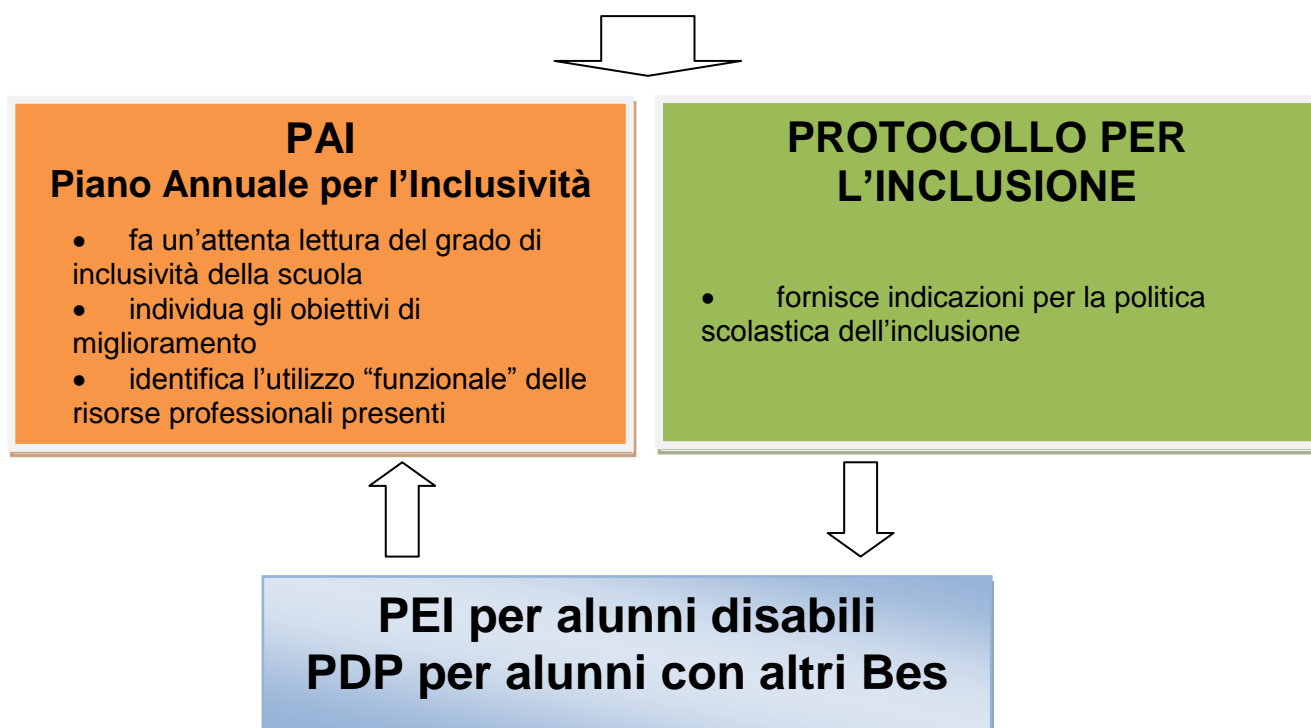 PAI
Piano Annuale per l’Inclusività
• fa un’attenta lettura del grado di
inclusività della scuola
• individua gli obiettivi di
miglioramento
• identifica l’utilizzo “funzionale” delle
risorse professionali presenti
PROTOCOLLO PER
L’INCLUSIONE
• fornisce indicazioni per la politica
scolastica dell’inclusione
PEI per alunni disabili
PDP per alunni con altri Bes